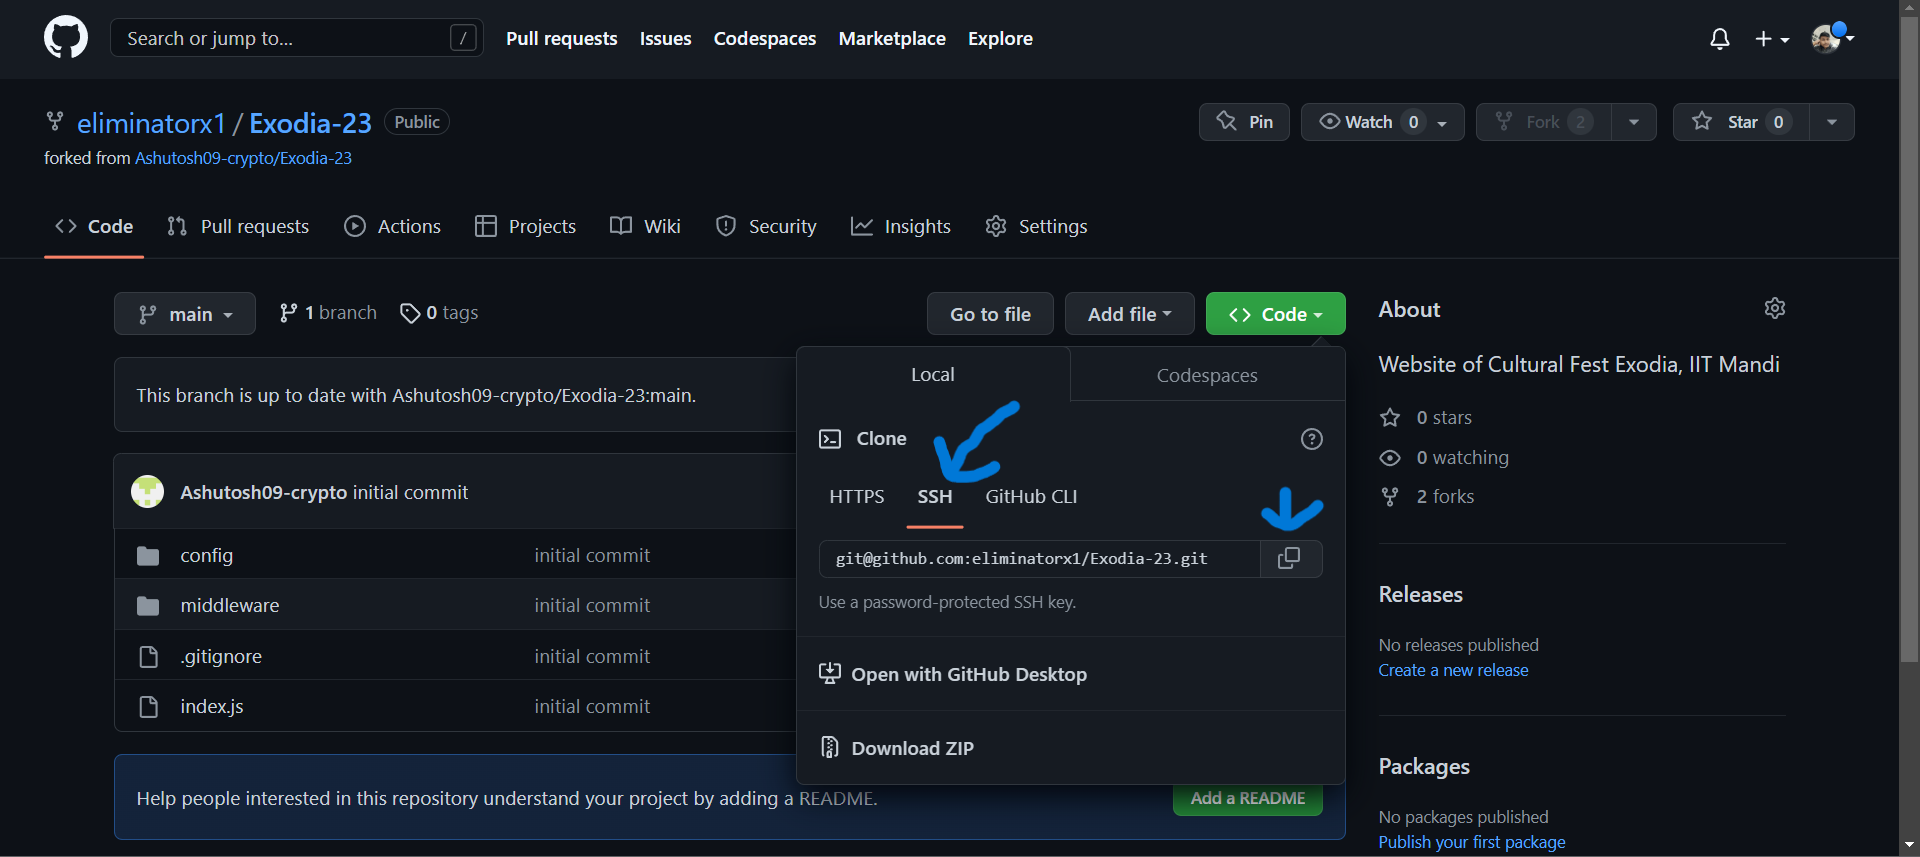 Search or jump to... /
Pull requests Issues Codespaces Marketplace Explore
eliminatorx1 / Exodia-23 Public
Pin Watch 0 Fork 2 Star 0
forked from Ashutosh09-crypto/Exodia-23
Code Pull requests Actions Projects Wiki Security Insights Settings
main 1 branch 0 tags
Go to file Add file Code
This branch is up to date with Ashutosh09-crypto/Exodia-23:main.
Ashutosh09-crypto initial commit
config initial commit
middleware initial commit
.gitignore initial commit
index.js initial commit
Help people interested in this repository understand your project by adding a README.
Add a README
Local Codespaces
Clone
HTTPS SSH GitHub CLI
git@github.com:eliminatorx1/Exodia-23.git
Use a password-protected SSH key.
Open with GitHub Desktop
Download ZIP
About
Website of Cultural Fest Exodia, IIT Mandi
0 stars
0 watching
2 forks
Releases
No releases published
Create a new release
Packages
No packages published
Publish your first package